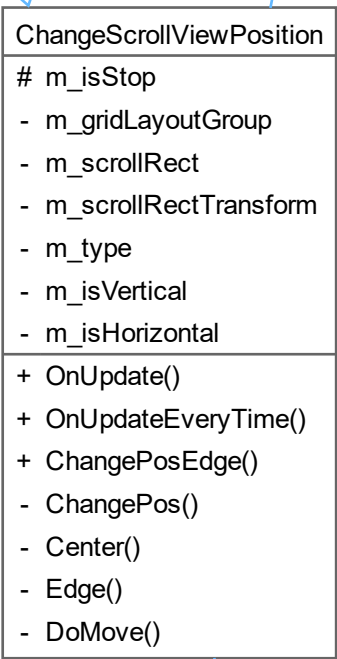 ChangeScrollViewPosition
# m_isStop
- m_gridLayoutGroup
- m_scrollRect
- m_scrollRectTransform
- m_type
- m_isVertical
- m_isHorizontal
+ OnUpdate()
+ OnUpdateEveryTime()
+ ChangePosEdge()
- ChangePos()
- Center()
- Edge()
- DoMove()